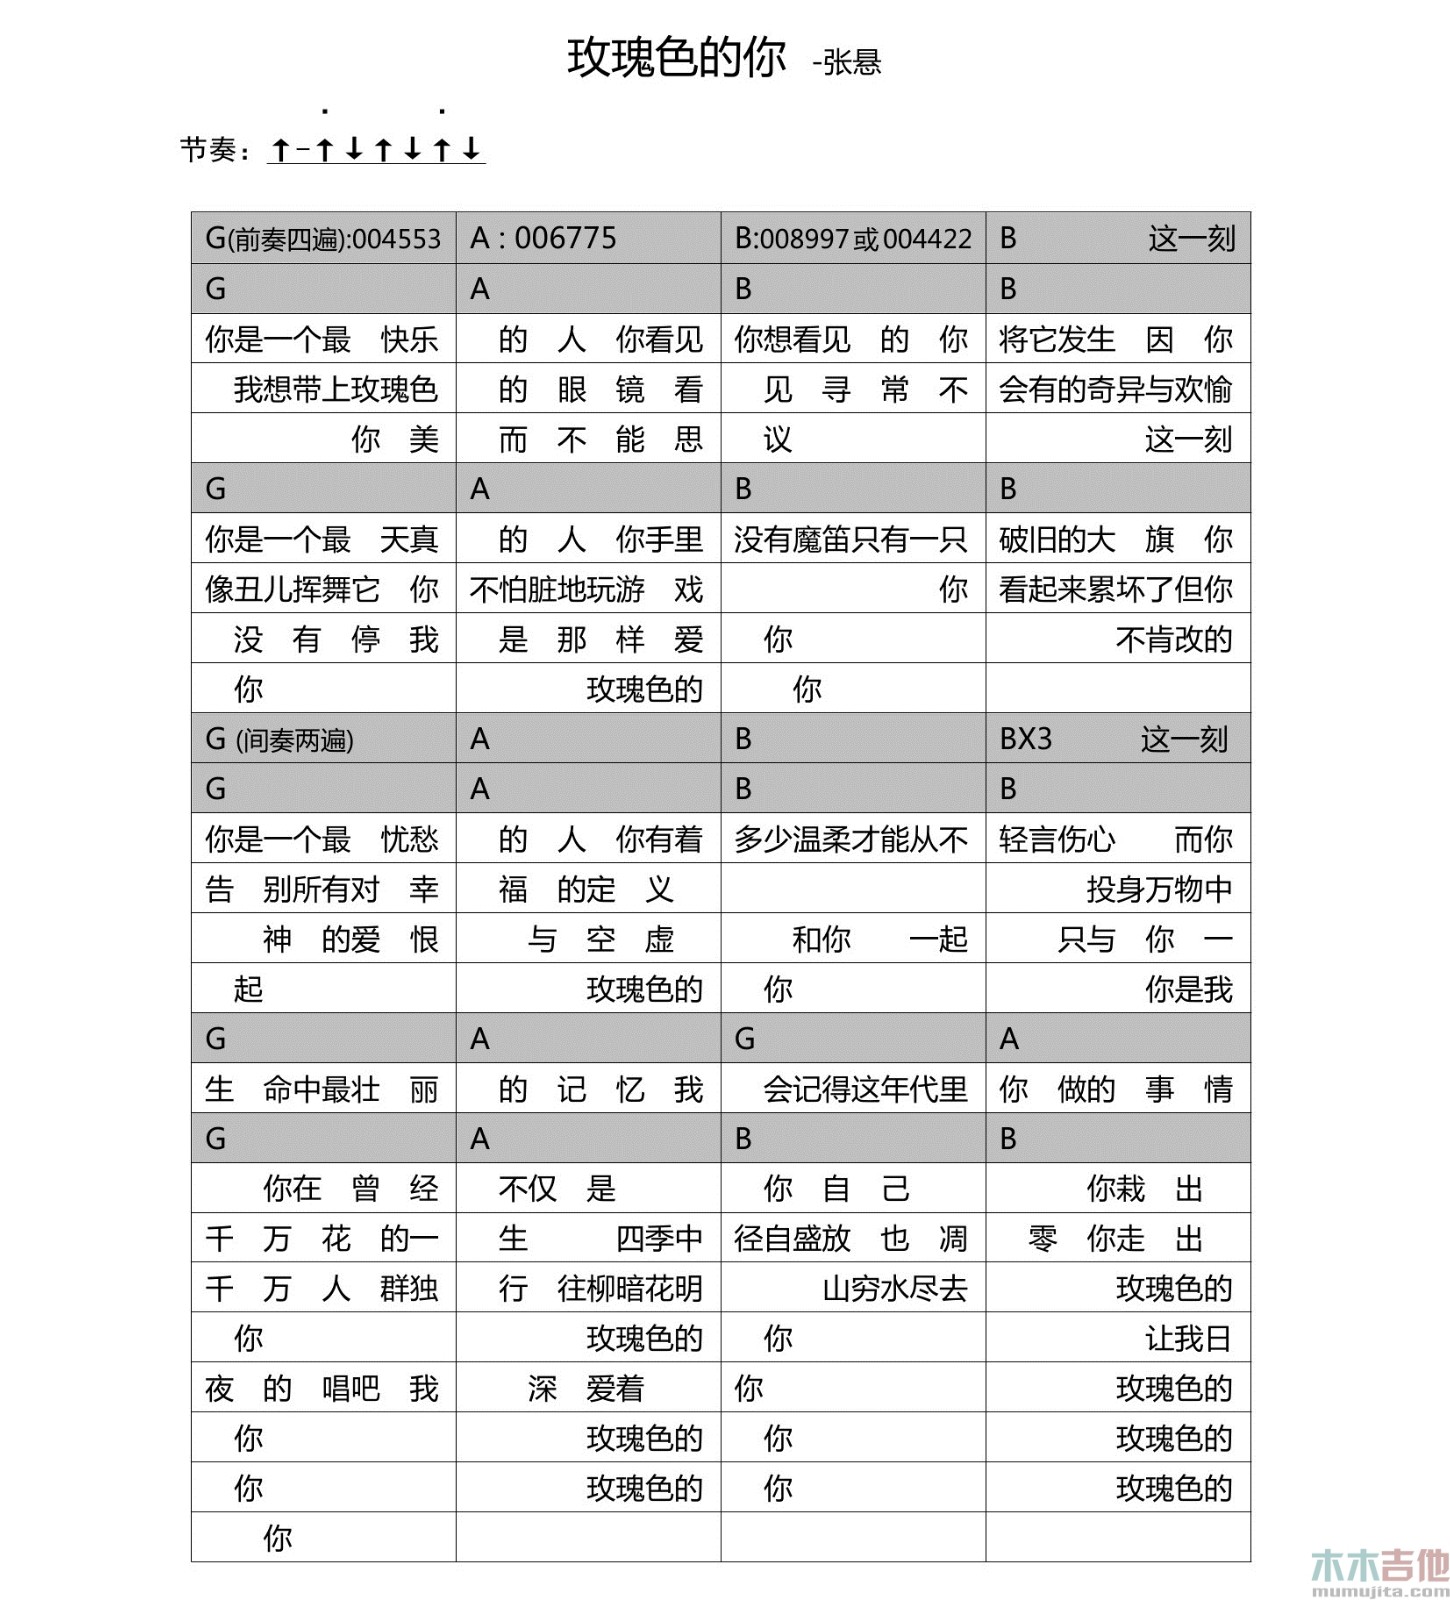 玫瑰色的你 -张悬
节奏：↑-↑↓↑↓↑↓
G(前奏四遍):004553 A：006775 B:008997或004422 B 这一刻
G A B B
你是一个最 快乐 的 人 你看见 你想看见 的 你 将它发生 因 你
我想带上玫瑰色 的 眼 镜 看 见 寻 常 不 会有的奇异与欢愉
你 美 而 不 能 思 议 这一刻
G A B B
你是一个最 天真 的 人 你手里 没有魔笛只有一只 破旧的大 旗 你
像丑儿挥舞它 你 不怕脏地玩游 戏 你 看起来累坏了但你
没 有 停 我 是 那 样 爱 你 不肯改的
你 玫瑰色的 你
G (间奏两遍) A B BX3 这一刻
G A B B
你是一个最 忧愁 的 人 你有着 多少温柔才能从不 轻言伤心 而你
告 别所有对 幸 福 的定 义 投身万物中
神 的爱 恨 与 空 虚 和你 一起 只与 你 一
起 玫瑰色的 你 你是我
G A G A
生 命中最壮 丽 的 记 忆 我 会记得这年代里 你 做的 事 情
G A B B
你在 曾 经 不仅 是 你 自 己 你栽 出
千 万 花 的一 生 四季中 径自盛放 也 凋 零 你走 出
千 万 人 群独 行 往柳暗花明 山穷水尽去 玫瑰色的
你 玫瑰色的 你 让我日
夜 的 唱吧 我 深 爱着 你 玫瑰色的
你 玫瑰色的 你 玫瑰色的
你 玫瑰色的 你 玫瑰色的
你
木木吉他
mumujita.com